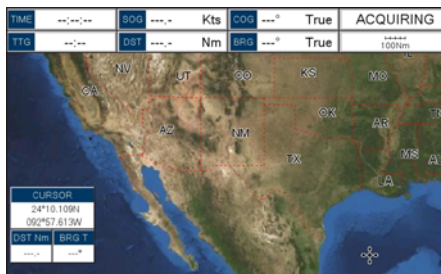 TIME --:--:-- SOG ---.- Kts COG ---° True ACQUIRING
TTG --:-- DST ---.- Nm BRG ---° True 100Nm
NV UT CO KS MO
CA
AZ NM OK AR
TX MS
LA
CURSOR
24°10.109N
092°57.613W
DST Nm BRG T
---.- ---°